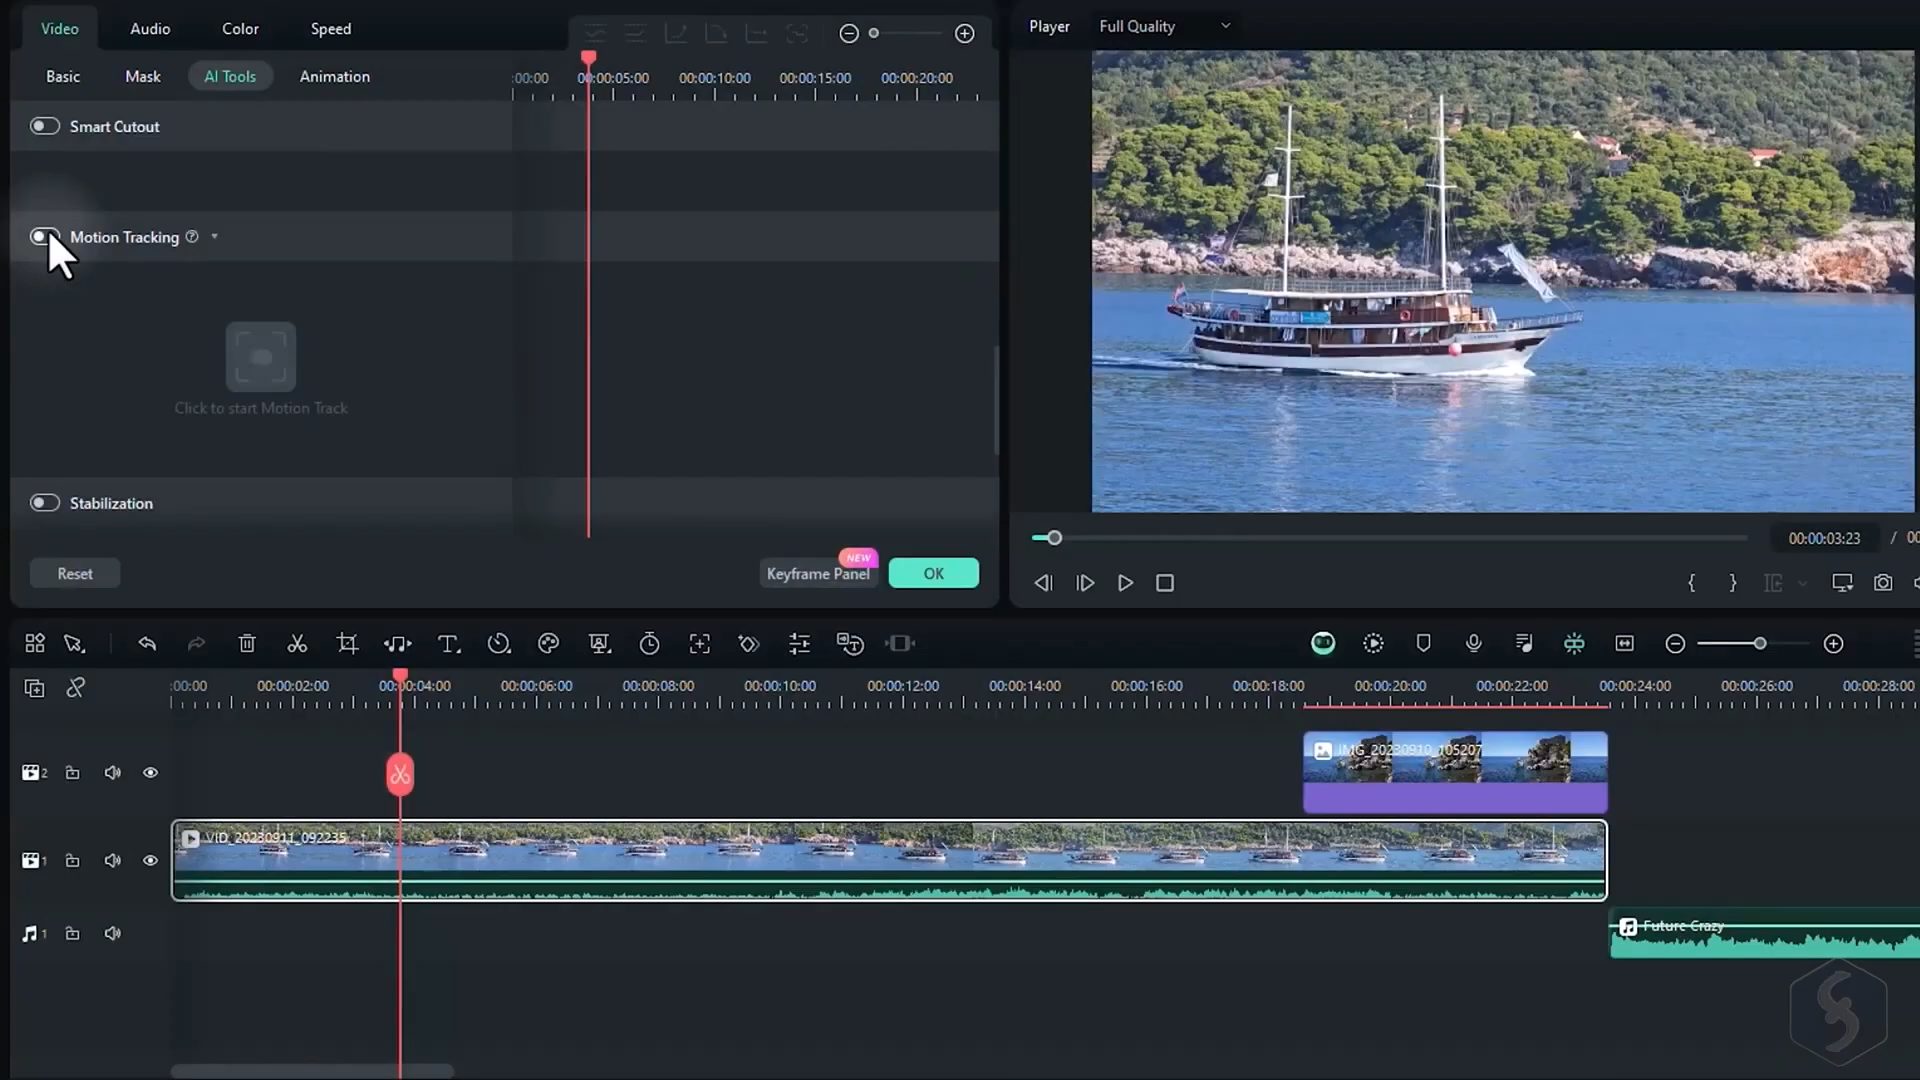 Video Audio Color Speed
Player Full Quality
Basic Mask AI Tools Animation
:00:00 00:00:05:00 00:00:10:00 00:00:15:00 00:00:20:00
Smart Cutout
Motion Tracking
Click to start Motion Track
Stabilization
00:00:03:23 / 00
NEW
Reset Keyframe Panel OK
:00:00 00:00:02:00 00:00:04:00 00:00:06:00 00:00:08:00 00:00:10:00 00:00:12:00 00:00:14:00 00:00:16:00 00:00:18:00 00:00:20:00 00:00:22:00 00:00:24:00 00:00:26:00 00:00:28:00
IMG_20230910_105207
2
VID_20230911_092235
1
Future Crazy
1